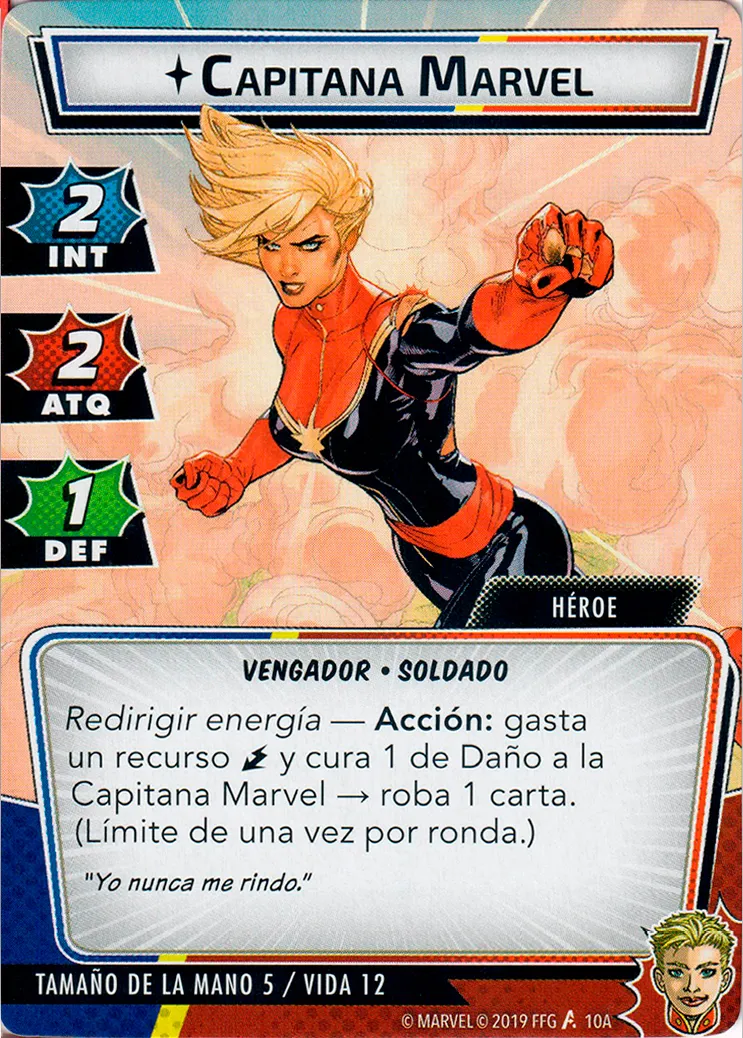 CAPITANA MARVEL
2
INT
2
ATQ
1
DEF
HÉROE
VENGADOR • SOLDADO
Redirigir energía — Acción: gasta
un recurso y cura 1 de Daño a la
Capitana Marvel → roba 1 carta.
(Límite de una vez por ronda.)
"Yo nunca me rindo."
TAMAÑO DE LA MANO 5 / VIDA 12
© MARVEL © 2019 FFG 10A